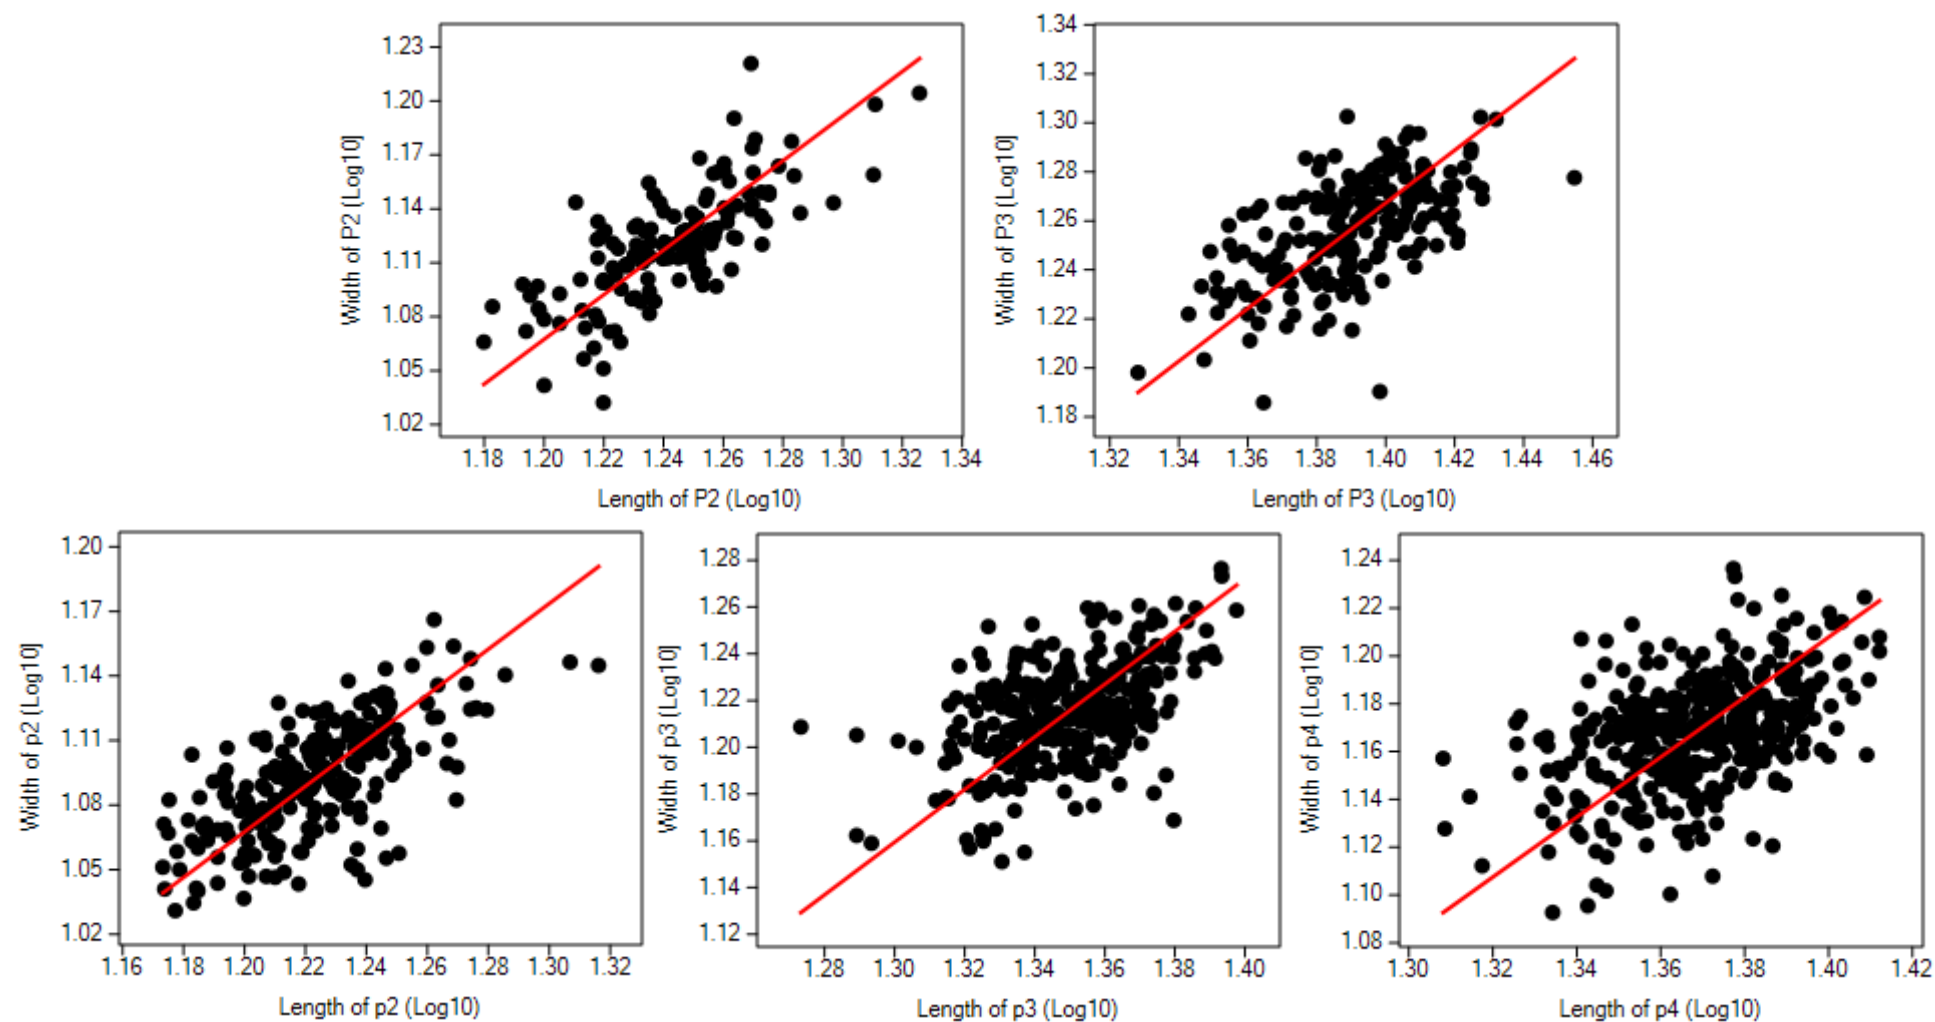 1.23
1.20
1.17
1.14
1.11
1.08
1.05
1.02
Width of P2 (Log10]
1.18 1.20 1.22 1.24 1.26 1.28 1.30 1.32 1.34
Length of P2 (Log10)
1.34
1.32
1.30
1.28
1.26
1.24
1.22
1.20
1.18
Width of P3 (Log10]
1.32 1.34 1.36 1.38 1.40 1.42 1.44 1.46
Length of P3 (Log10)
1.20
1.17
1.14
1.11
1.08
1.05
1.02
Width of p2 (Log10]
1.16 1.18 1.20 1.22 1.24 1.26 1.28 1.30 1.32
Length of p2 (Log10)
1.28
1.26
1.24
1.22
1.20
1.18
1.16
1.14
1.12
Width of p3 (Log10]
1.28 1.30 1.32 1.34 1.36 1.38 1.40
Length of p3 (Log10)
1.24
1.22
1.20
1.18
1.16
1.14
1.12
1.10
1.08
Width of p4 (Log10]
1.30 1.32 1.34 1.36 1.38 1.40 1.42
Length of p4 (Log10)